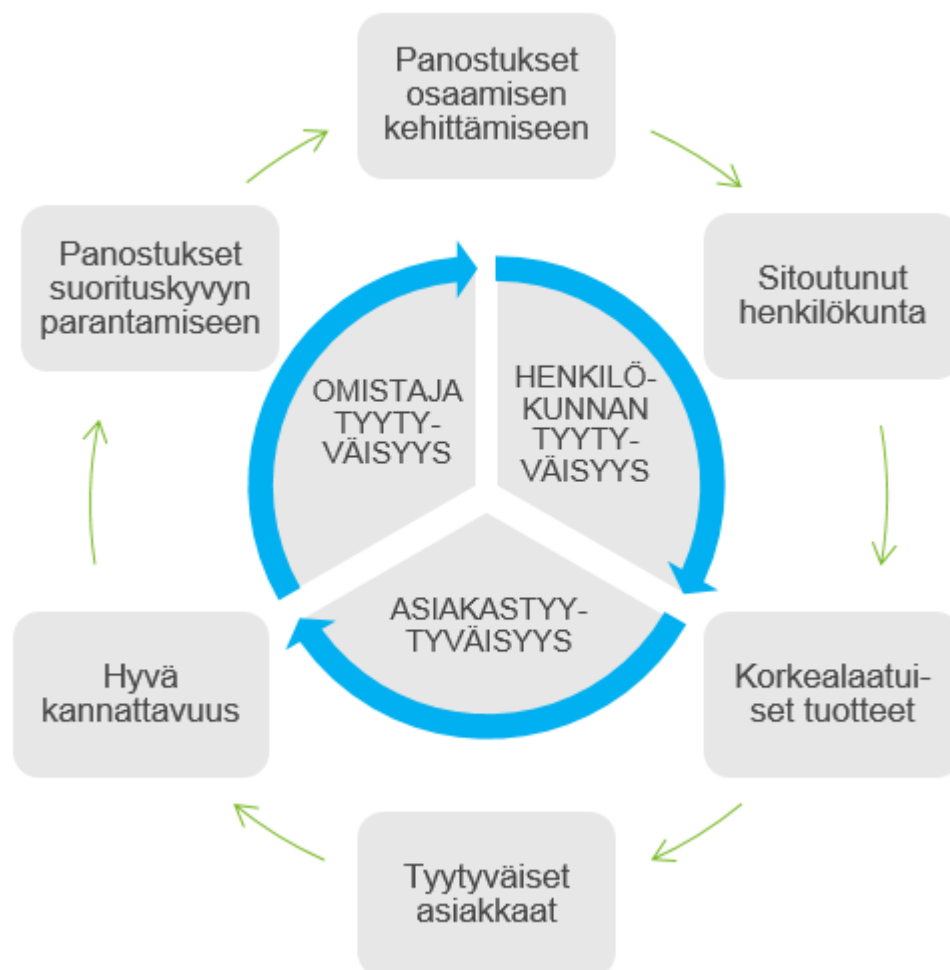 Panostukset
osaamisen
kehittämiseen
Sitoutunut
henkilökunta
Korkealaatui-
set tuotteet
Tyytyväiset
asiakkaat
Hyvä
kannattavuus
Panostukset
suorituskyvyn
parantamiseen
HENKILÖ-
KUNNAN
TYYTY-
VÄISYYS
ASIAKASTYY-
TYVÄISYYS
OMISTAJA
TYYTY-
VÄISYYS